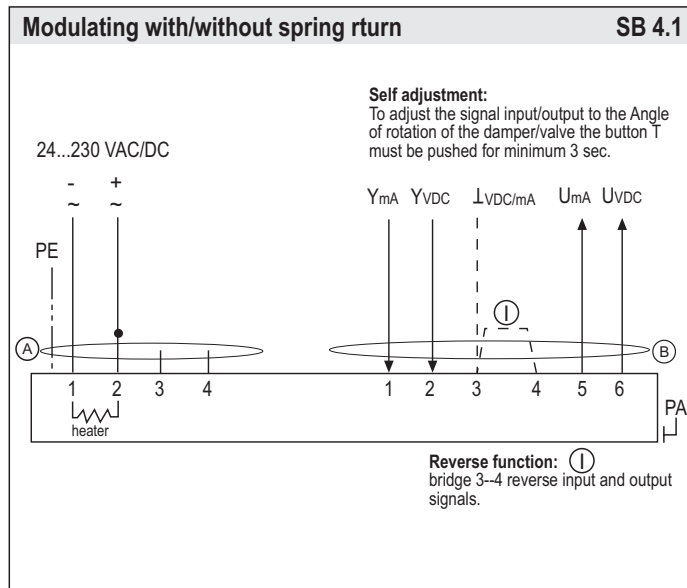 Modulating with/without spring rturn SB 4.1
Self adjustment:
To adjust the signal input/output to the Angle
of rotation of the damper/valve the button T
must be pushed for minimum 3 sec.
24...230 VAC/DC
- +
~ ~
YmA YVDC ⊥VDC/mA UmA UVDC
PE
I
A B
1 2 3 4 1 2 3 4 5 6
heater
PA
Reverse function: I
bridge 3--4 reverse input and output
signals.